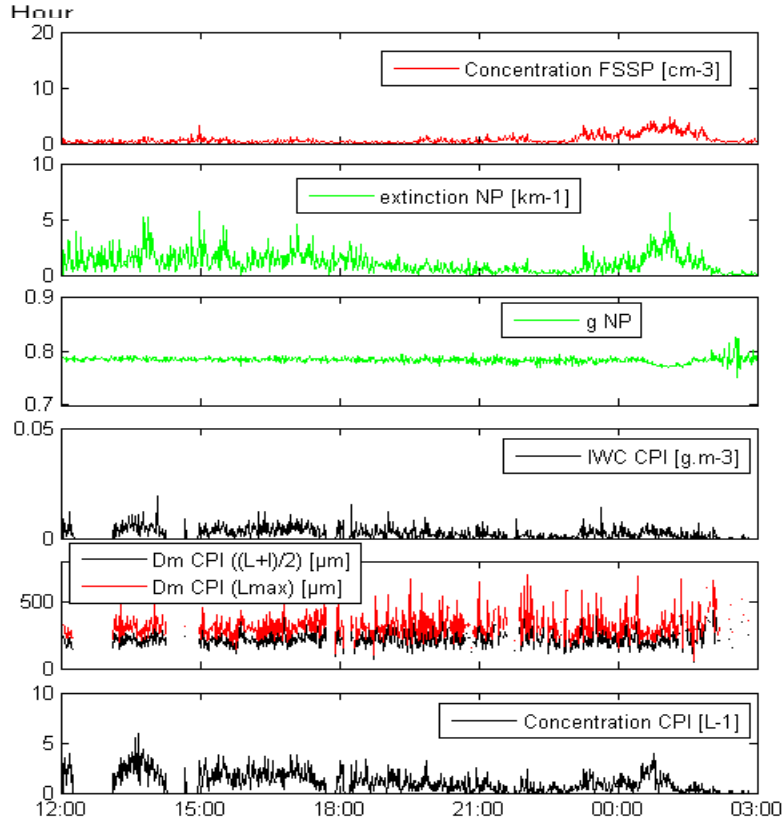 Hour
20
Concentration FSSP [cm-3]
10
0
10
extinction NP [km-1]
5
0
0.9
g NP
0.8
0.7
0.05
IWC CPI [g.m-3]
0
Dm CPI ((L+l)/2) [µm]
Dm CPI (Lmax) [µm]
500
0
10
Concentration CPI [L-1]
5
0
12:00 15:00 18:00 21:00 00:00 03:00